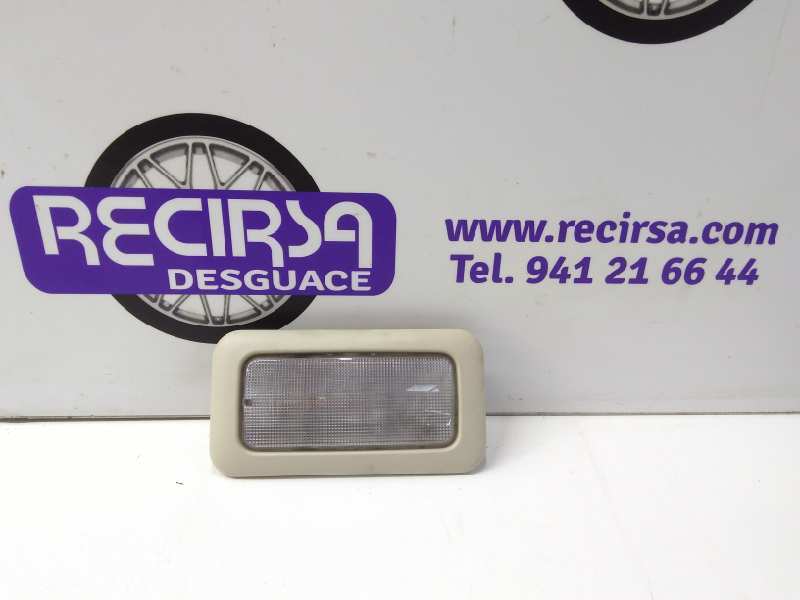 RECIRSA
DESGUACE
www.recirsa.com
Tel. 941 21 66 44